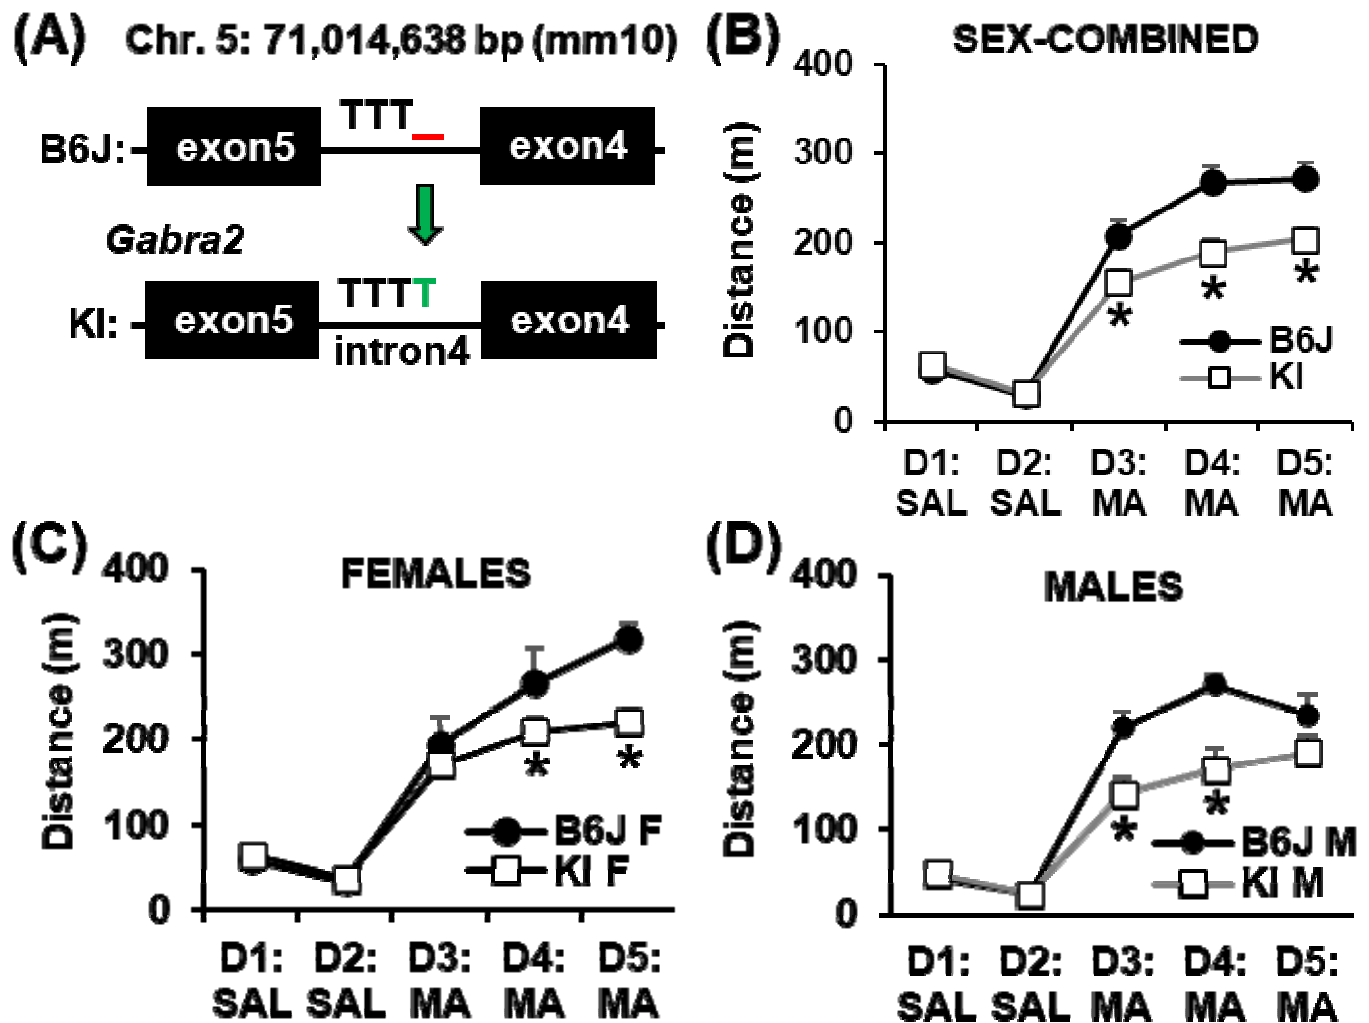 (A) Chr. 5: 71,014,638 bp (mm10)
TTT_
B6J: exon5 exon4
Gabra2
TTTT
KI: exon5 exon4
intron4
(B) SEX-COMBINED
400
300
200
100
0
Distance (m)
* * *
B6J
KI
D1: D2: D3: D4: D5:
SAL SAL MA MA MA
(C) FEMALES
400
300
200
100
0
Distance (m)
* *
B6J F
KI F
D1: D2: D3: D4: D5:
SAL SAL MA MA MA
(D) MALES
400
300
200
100
0
Distance (m)
* *
B6J M
KI M
D1: D2: D3: D4: D5:
SAL SAL MA MA MA